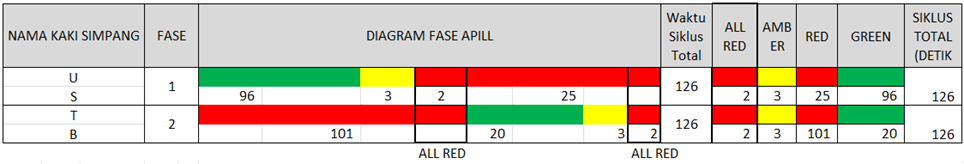 NAMA KAKI SIMPANG FASE DIAGRAM FASE APILL Waktu Siklus Total ALL RED AMB ER RED GREEN SIKLUS TOTAL (DETIK
U
1 126
S 96 3 2 25 2 3 25 96 126
T
2 126
B 101 20 3 2 2 3 101 20 126
ALL RED ALL RED